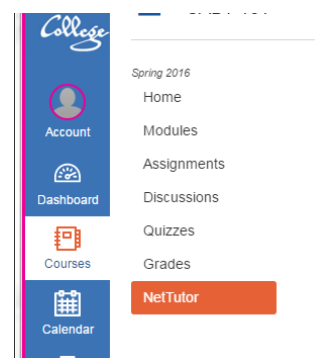 College
Account
Dashboard
Courses
Calendar
Spring 2016
Home
Modules
Assignments
Discussions
Quizzes
Grades
NetTutor